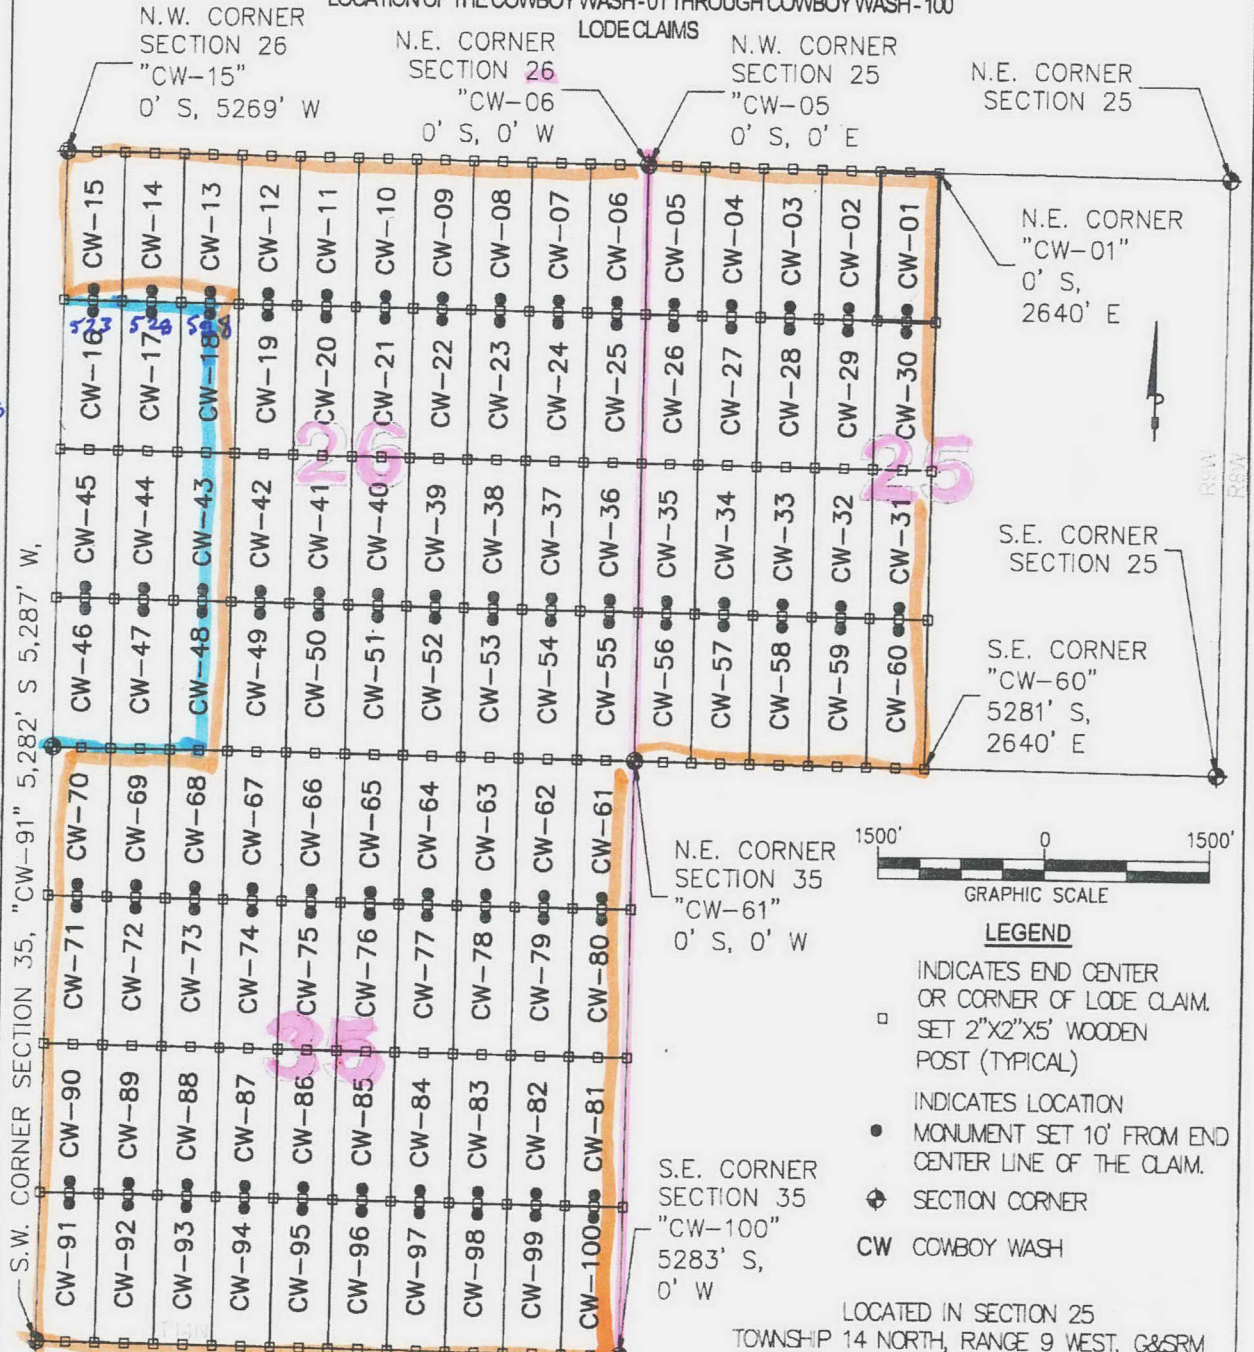 LOCATION OF THE COWBOY WASH - 01 THROUGH COWBOY WASH - 100
LODE CLAIMS
N.W. CORNER
SECTION 26
"CW-15"
0' S, 5269' W
N.E. CORNER
SECTION 26
"CW-06
0' S, 0' W
N.W. CORNER
SECTION 25
"CW-05
0' S, 0' E
N.E. CORNER
SECTION 25
CW-15
CW-14
CW-13
CW-12
CW-11
CW-10
CW-09
CW-08
CW-07
CW-06
CW-05
CW-04
CW-03
CW-02
CW-01
N.E. CORNER
"CW-01"
0' S,
2640' E
523
528
CW-16
CW-17
CW-18
CW-19
CW-20
CW-21
CW-22
CW-23
CW-24
CW-25
CW-26
CW-27
CW-28
CW-29
CW-30
26
25
R9W
R8W
CW-45
CW-44
CW-43
CW-42
CW-41
CW-40
CW-39
CW-38
CW-37
CW-36
CW-35
CW-34
CW-33
CW-32
CW-31
S.E. CORNER
SECTION 25
CW-46
CW-47
CW-48
CW-49
CW-50
CW-51
CW-52
CW-53
CW-54
CW-55
CW-56
CW-57
CW-58
CW-59
CW-60
S.E. CORNER
"CW-60"
5281' S,
2640' E
CW-70
CW-69
CW-68
CW-67
CW-66
CW-65
CW-64
CW-63
CW-62
CW-61
N.E. CORNER
SECTION 35
"CW-61"
0' S, 0' W
CW-71
CW-72
CW-73
CW-74
CW-75
CW-76
CW-77
CW-78
CW-79
CW-80
35
CW-90
CW-89
CW-88
CW-87
CW-86
CW-85
CW-84
CW-83
CW-82
CW-81
CW-91
CW-92
CW-93
CW-94
CW-95
CW-96
CW-97
CW-98
CW-99
CW-100
S.E. CORNER
SECTION 35
"CW-100"
5283' S,
0' W
S.W. CORNER SECTION 35, "CW-91" 5,282' S 5,287' W,
T14N
1500' 0 1500'
GRAPHIC SCALE
LEGEND
INDICATES END CENTER
OR CORNER OF LODE CLAIM.
SET 2"X2"X5' WOODEN
POST (TYPICAL)
INDICATES LOCATION
MONUMENT SET 10' FROM END
CENTER LINE OF THE CLAIM.
SECTION CORNER
CW COWBOY WASH
LOCATED IN SECTION 25
TOWNSHIP 14 NORTH, RANGE 9 WEST, G&SRM